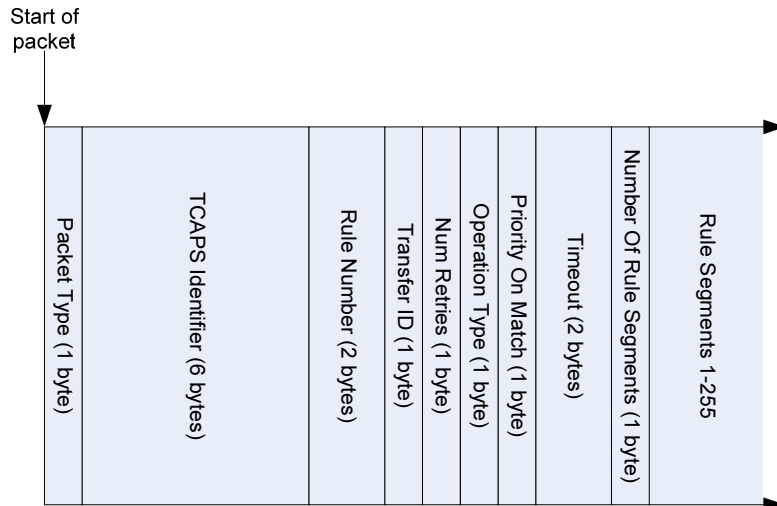 Start of
packet
Packet Type (1 byte)
TCAPS Identifier (6 bytes)
Rule Number (2 bytes)
Transfer ID (1 byte)
Num Retries (1 byte)
Operation Type (1 byte)
Priority On Match (1 byte)
Timeout (2 bytes)
Number Of Rule Segments (1 byte)
Rule Segments 1-255